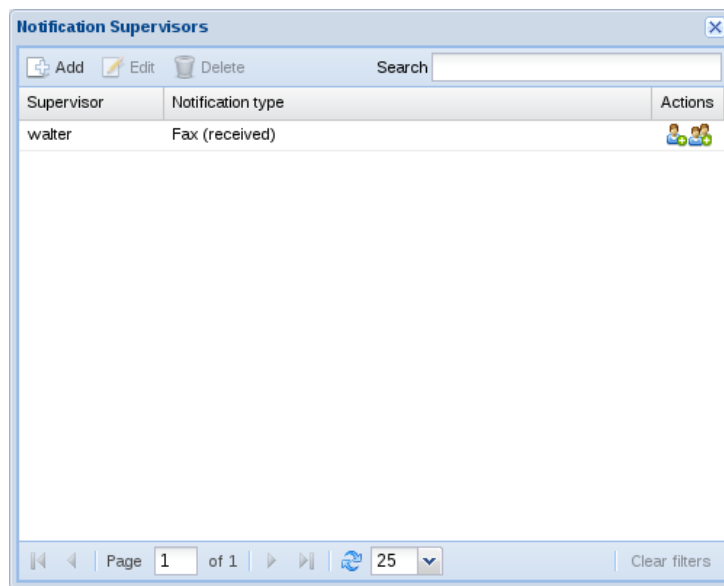 Notification Supervisors
Add Edit Delete Search
Supervisor Notification type Actions
walter Fax (received)
Page 1 of 1 25 Clear filters